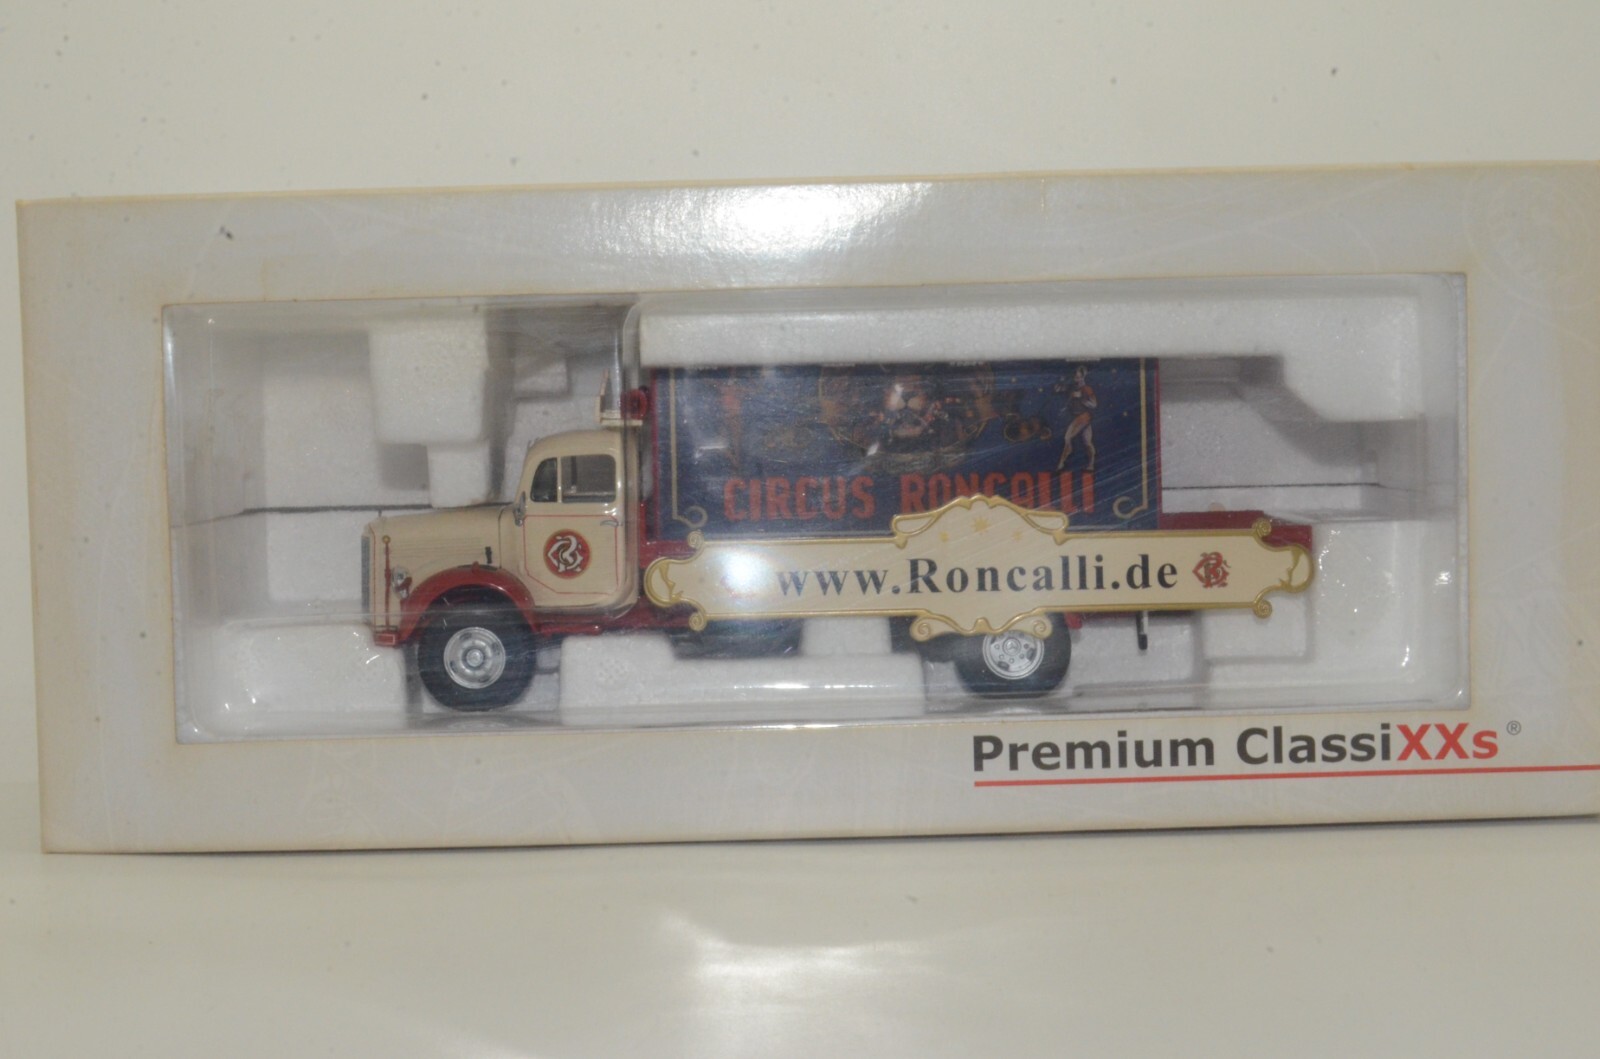 CIRCUS RONCALLI
www.Roncalli.de
Premium ClassiXXs®